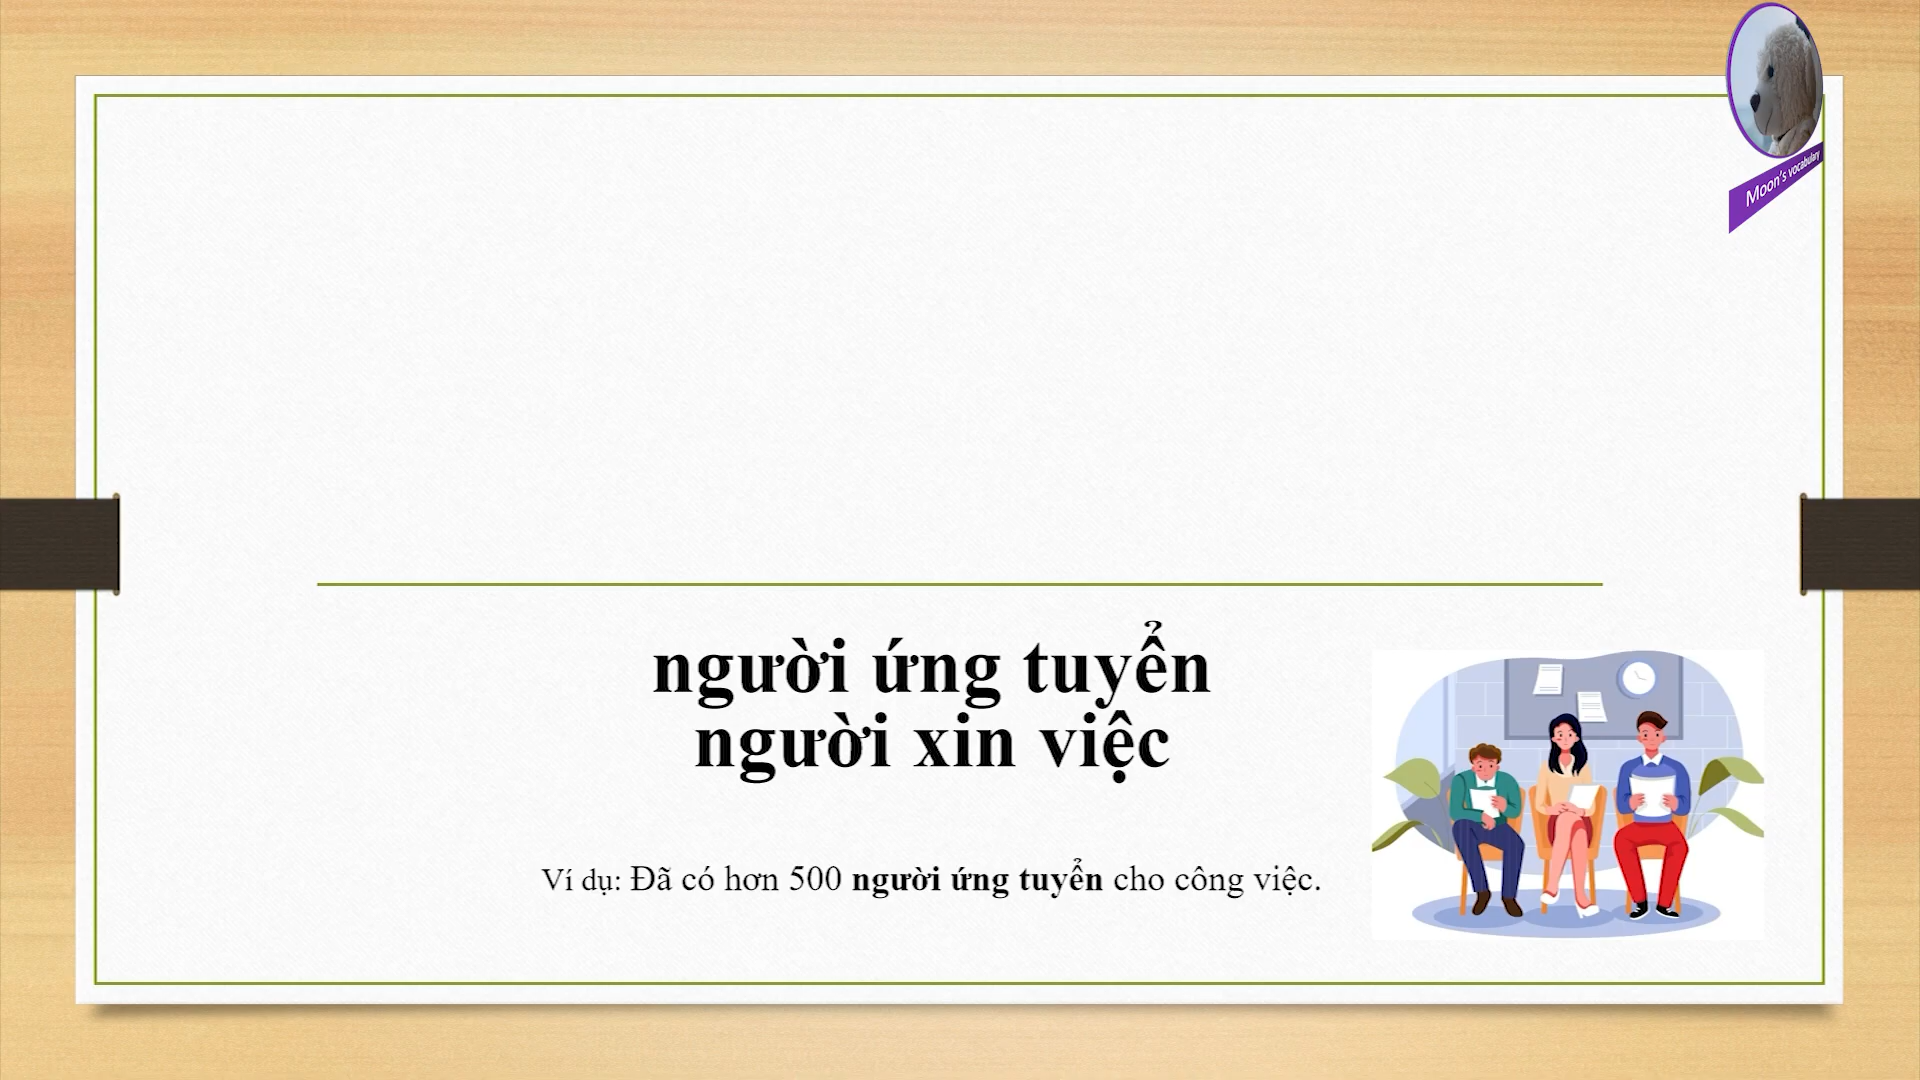 Moon's vocabulary
người ứng tuyển
người xin việc
Ví dụ: Đã có hơn 500 người ứng tuyển cho công việc.